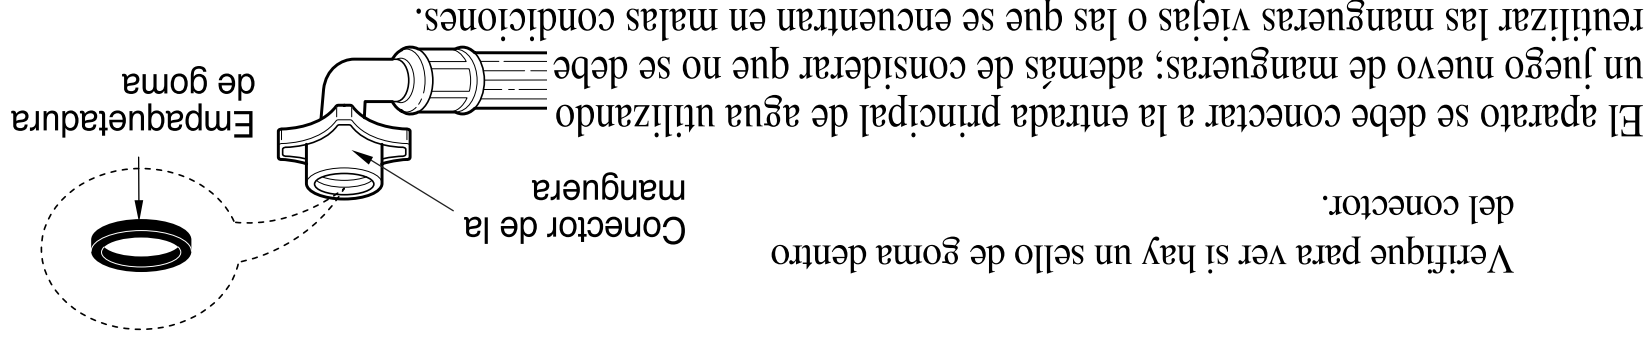 Verifique para ver si hay un sello de goma dentro
del conector.
Conector de la
manguera
Empaquetadura
de goma
El aparato se debe conectar a la entrada principal de agua utilizando
un juego nuevo de mangueras; además de considerar que no se debe
reutilizar las mangueras viejas o las que se encuentran en malas condiciones.